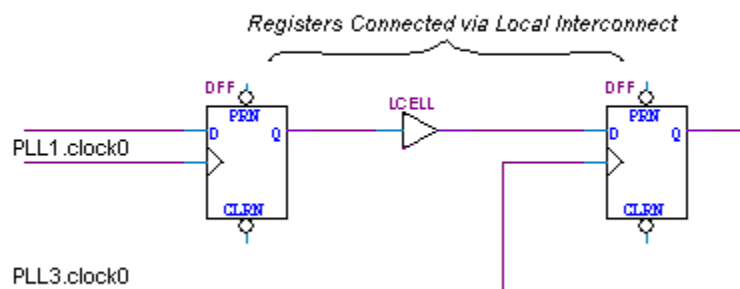 Registers Connected via Local Interconnect
DFF
LCELL
DFF
PRN
PRN
D
Q
D
Q
PLL1.clock0
CLRN
CLRN
PLL3.clock0